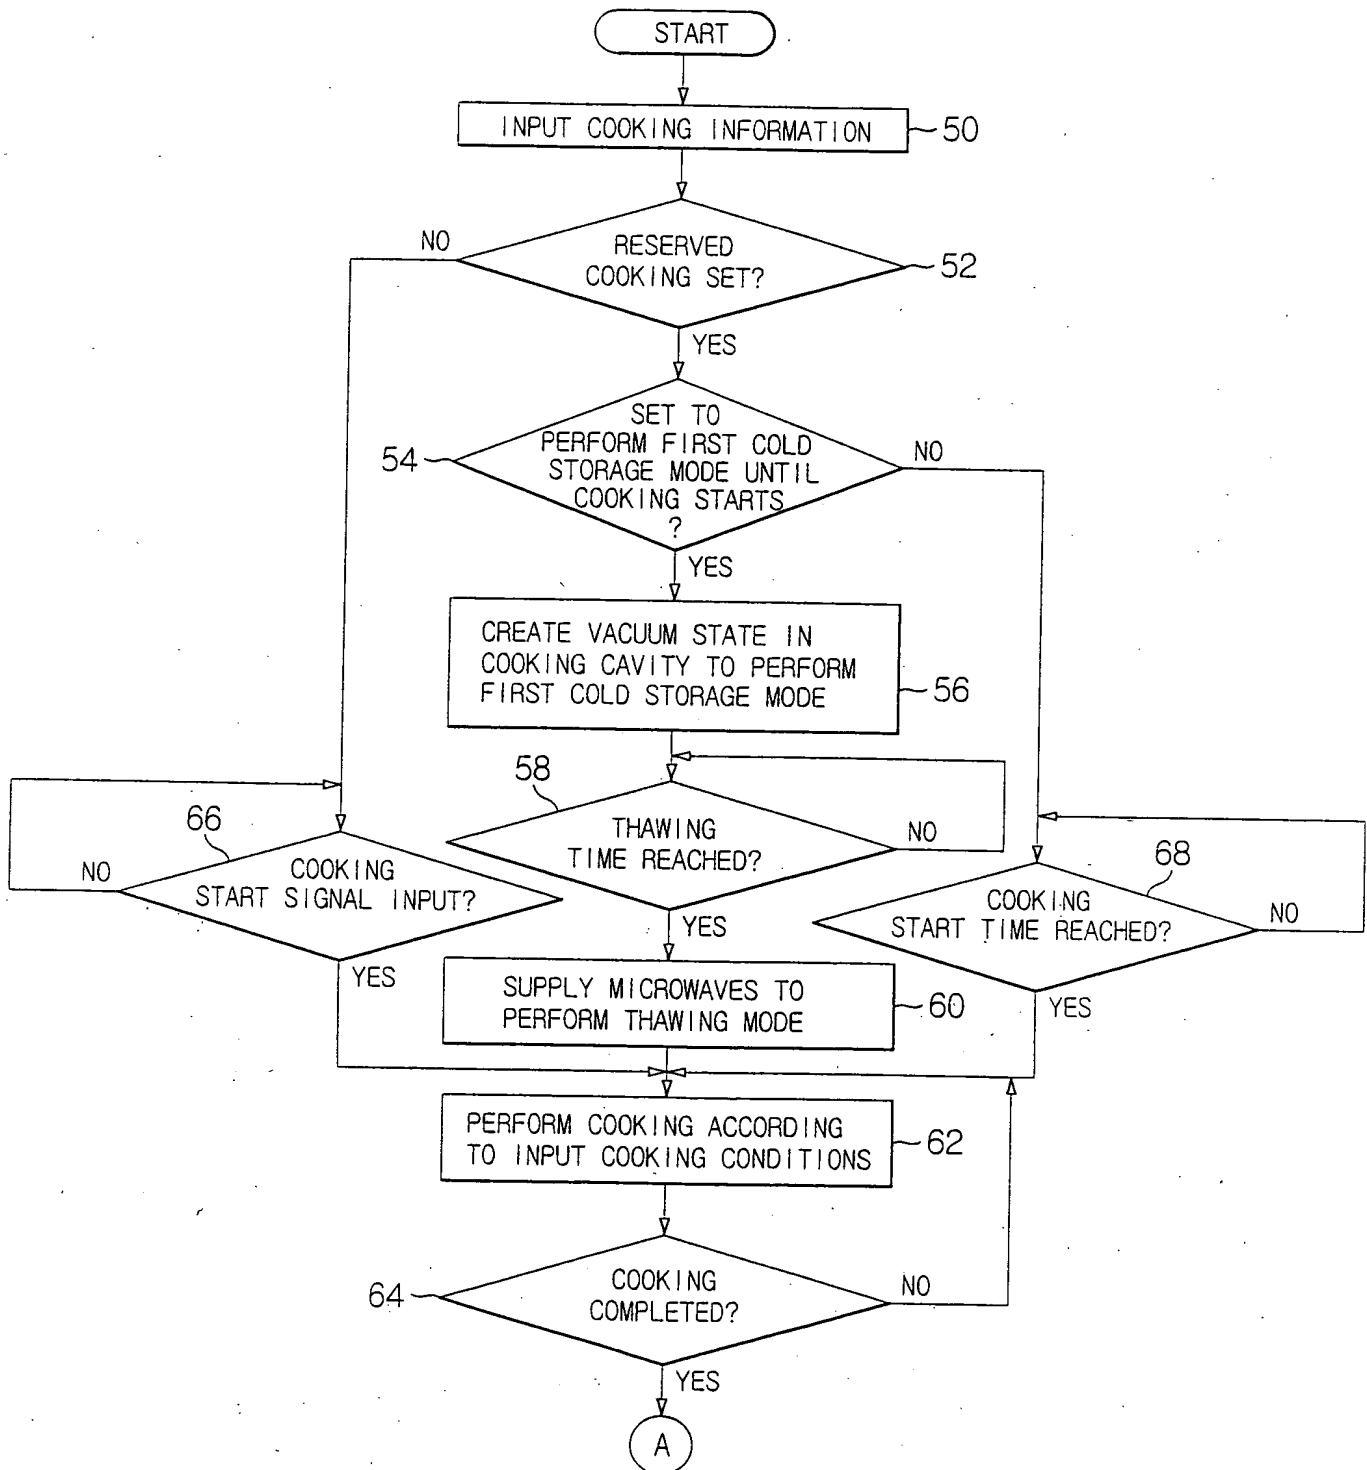 START
INPUT COOKING INFORMATION
50
NO
RESERVED
COOKING SET?
52
YES
54
SET TO
PERFORM FIRST COLD
STORAGE MODE UNTIL
COOKING STARTS
?
NO
YES
CREATE VACUUM STATE IN
COOKING CAVITY TO PERFORM
FIRST COLD STORAGE MODE
56
58
THAWING
TIME REACHED?
NO
YES
66
NO
COOKING
START SIGNAL INPUT?
YES
68
COOKING
START TIME REACHED?
NO
YES
SUPPLY MICROWAVES TO
PERFORM THAWING MODE
60
PERFORM COOKING ACCORDING
TO INPUT COOKING CONDITIONS
62
64
COOKING
COMPLETED?
NO
YES
A